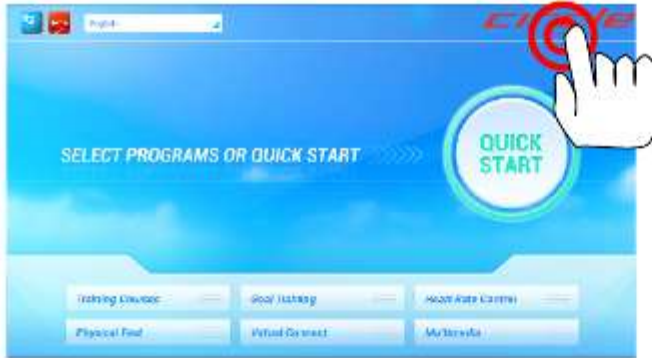 English
SELECT PROGRAMS OR QUICK START
QUICK
START
Training Courses
Goal Training
Heart Rate Control
Physical Test
Virtual Connect
Multimedia